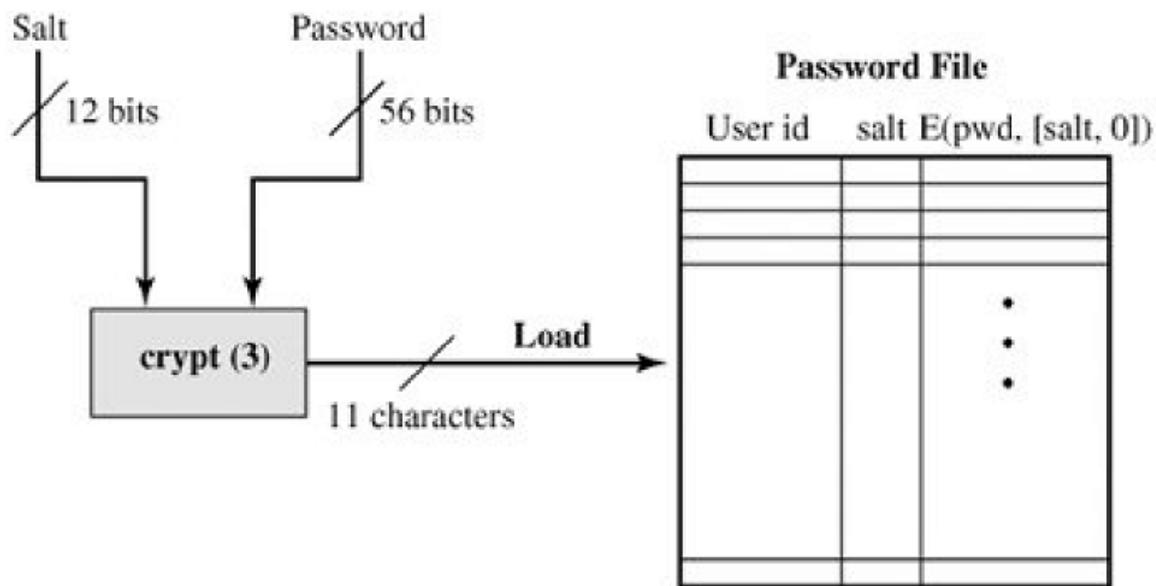 Salt
Password
12 bits
56 bits
Password File
User id
salt
E(pwd, [salt, 0])
crypt (3)
Load
11 characters